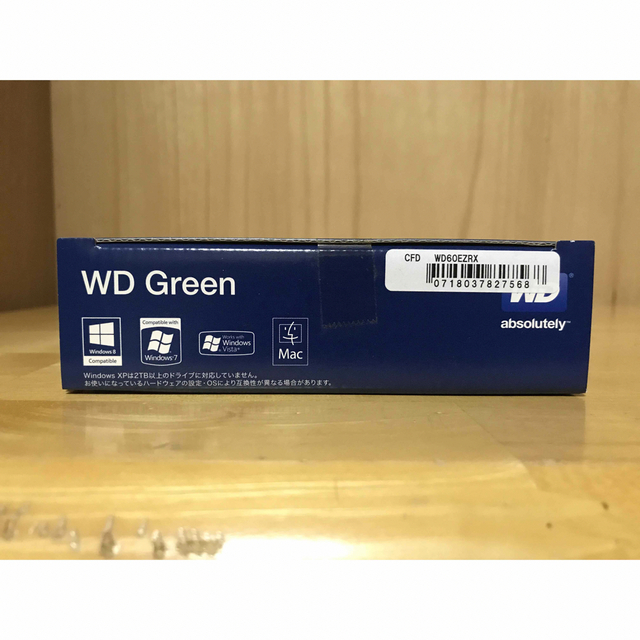 CFD WD60EZRX
0718037827568
WD Green
WD
absolutely™
Windows 8
Compatible
Compatible with
Windows 7
Works with
Windows
Vista™
Mac
Windows XPは2TB以上のドライブに対応していません。
お使いになっているハードウェアの設定・OSにより互換性が異なる場合があります。